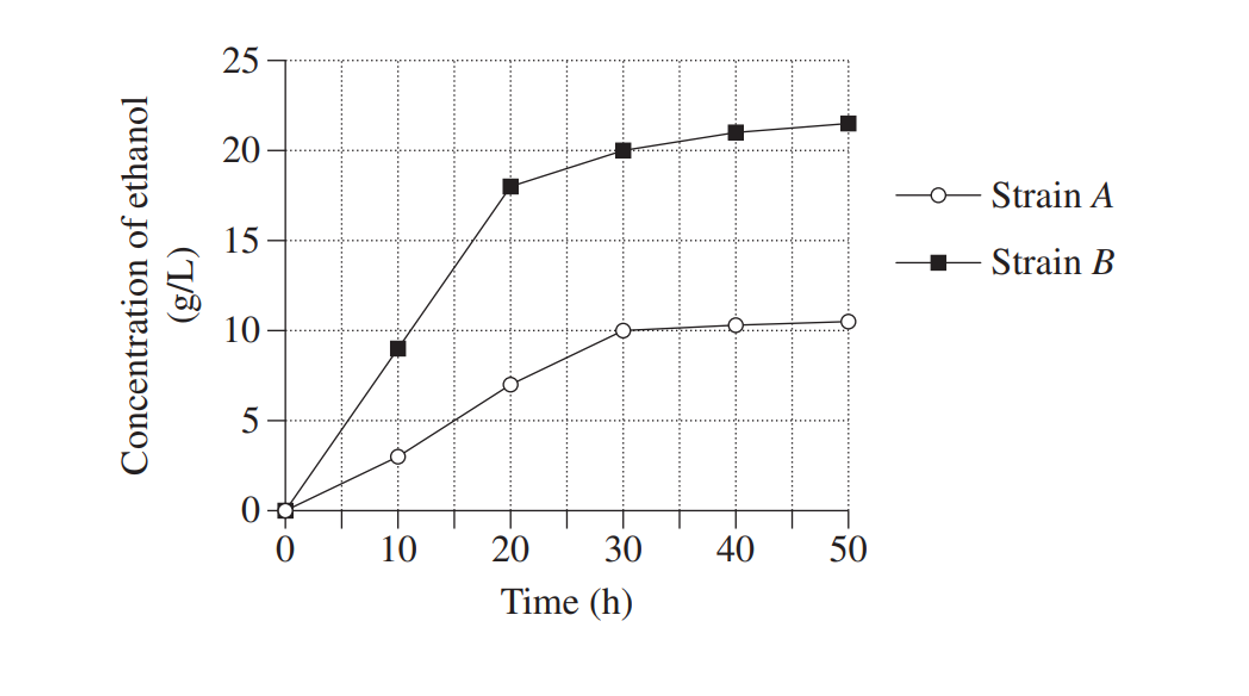 Concentration of ethanol
(g/L)
25
20
15
10
5
0
0 10 20 30 40 50
Time (h)
Strain A
Strain B